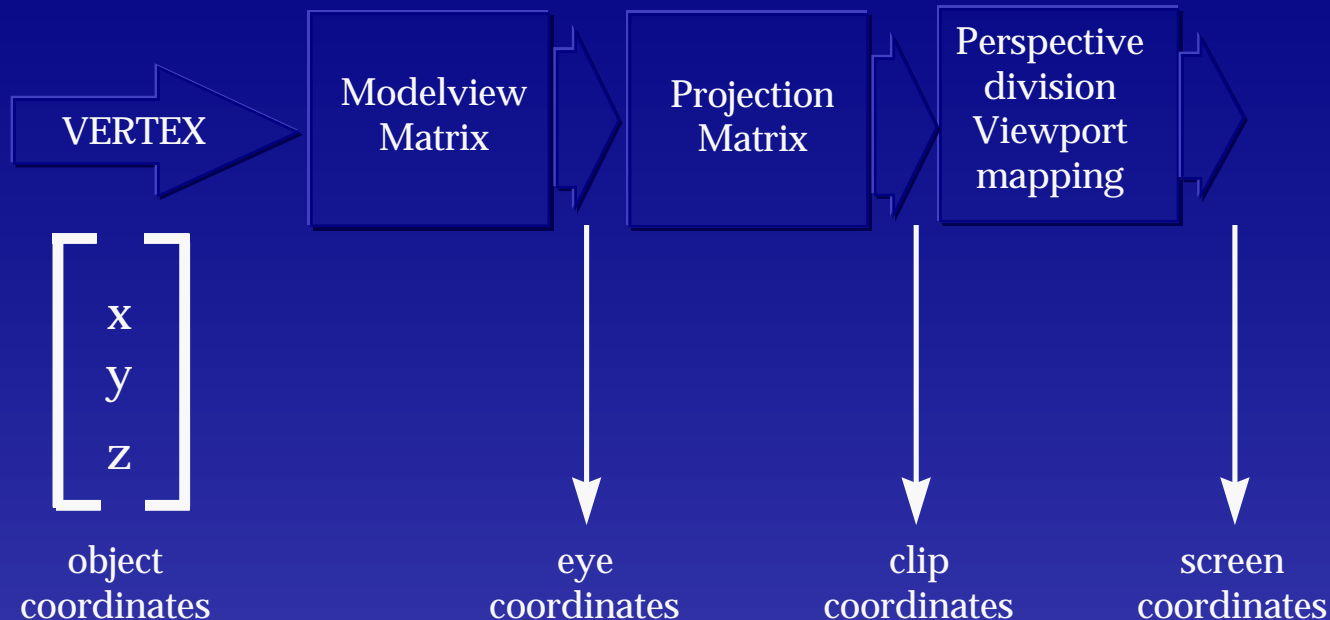 VERTEX
Modelview
Matrix
Projection
Matrix
Perspective
division
Viewport
mapping
x
y
z
object
coordinates
eye
coordinates
clip
coordinates
screen
coordinates